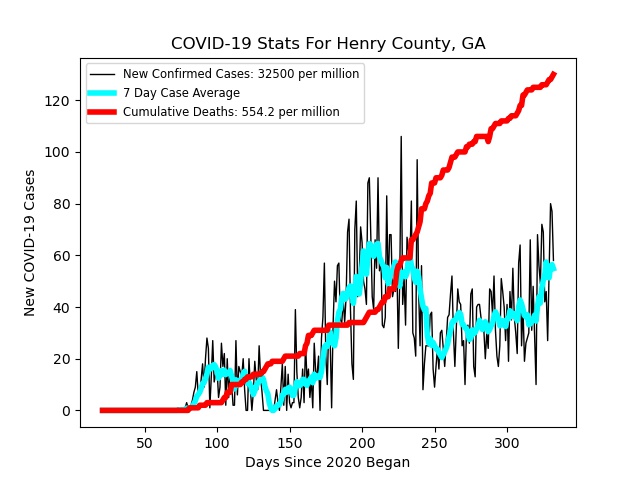 COVID-19 Stats For Henry County, GA
New Confirmed Cases: 32500 per million
7 Day Case Average
Cumulative Deaths: 554.2 per million
New COVID-19 Cases
120
100
80
60
40
20
0
50
100
150
200
250
300
Days Since 2020 Began